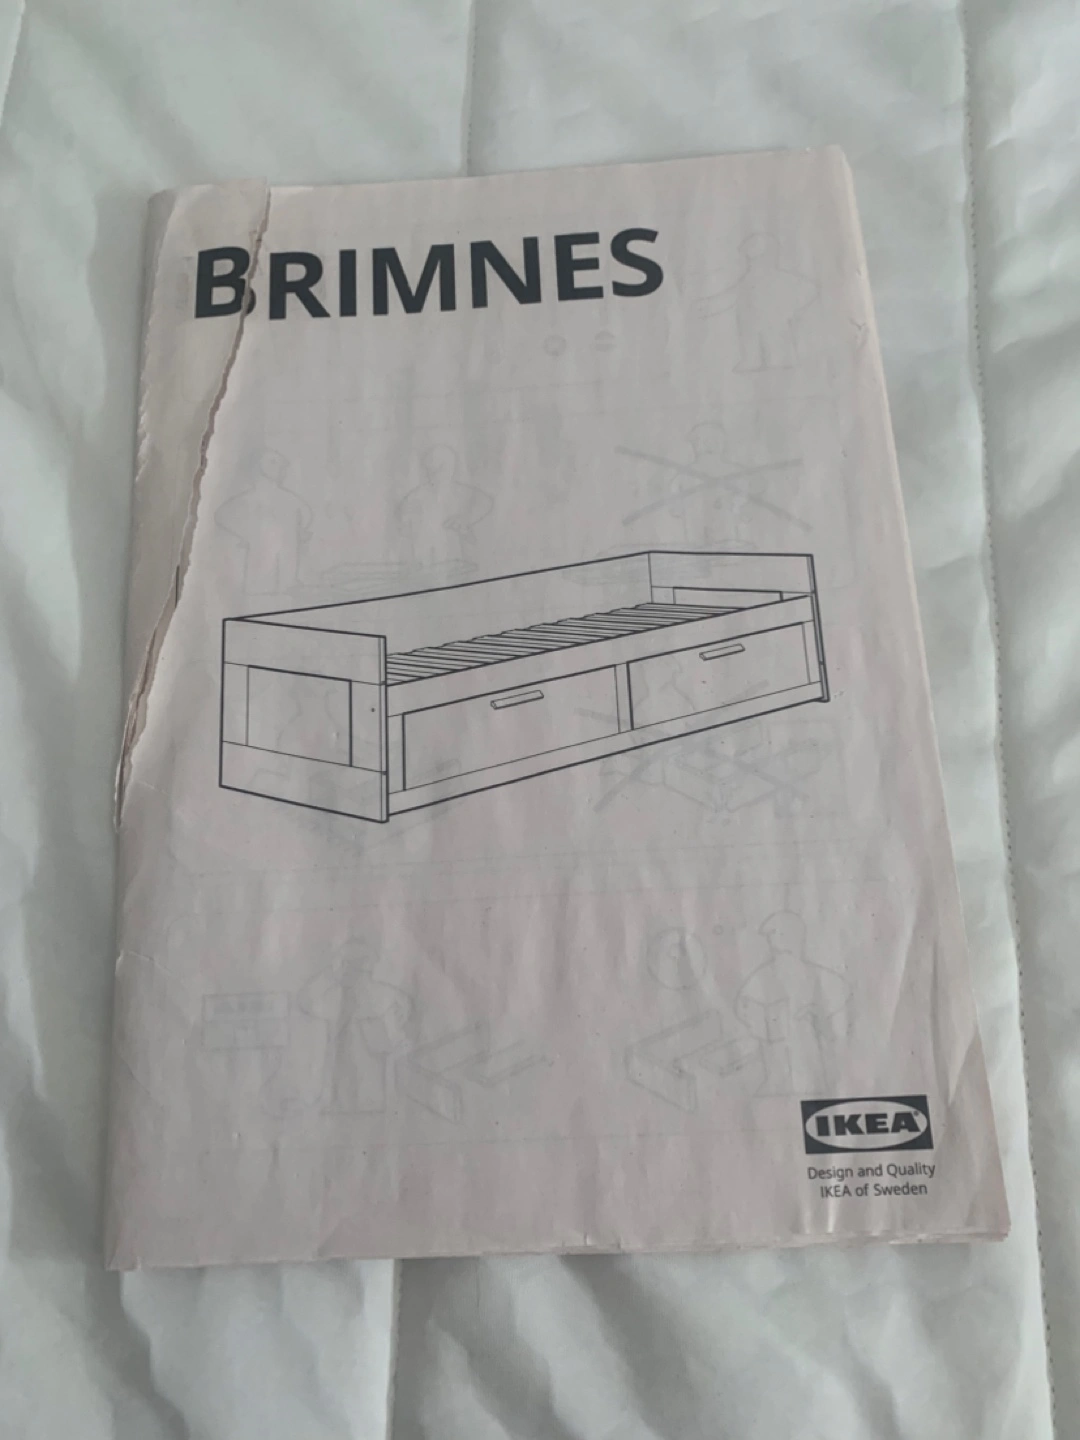 BRIMNES
IKEA
Design and Quality
IKEA of Sweden